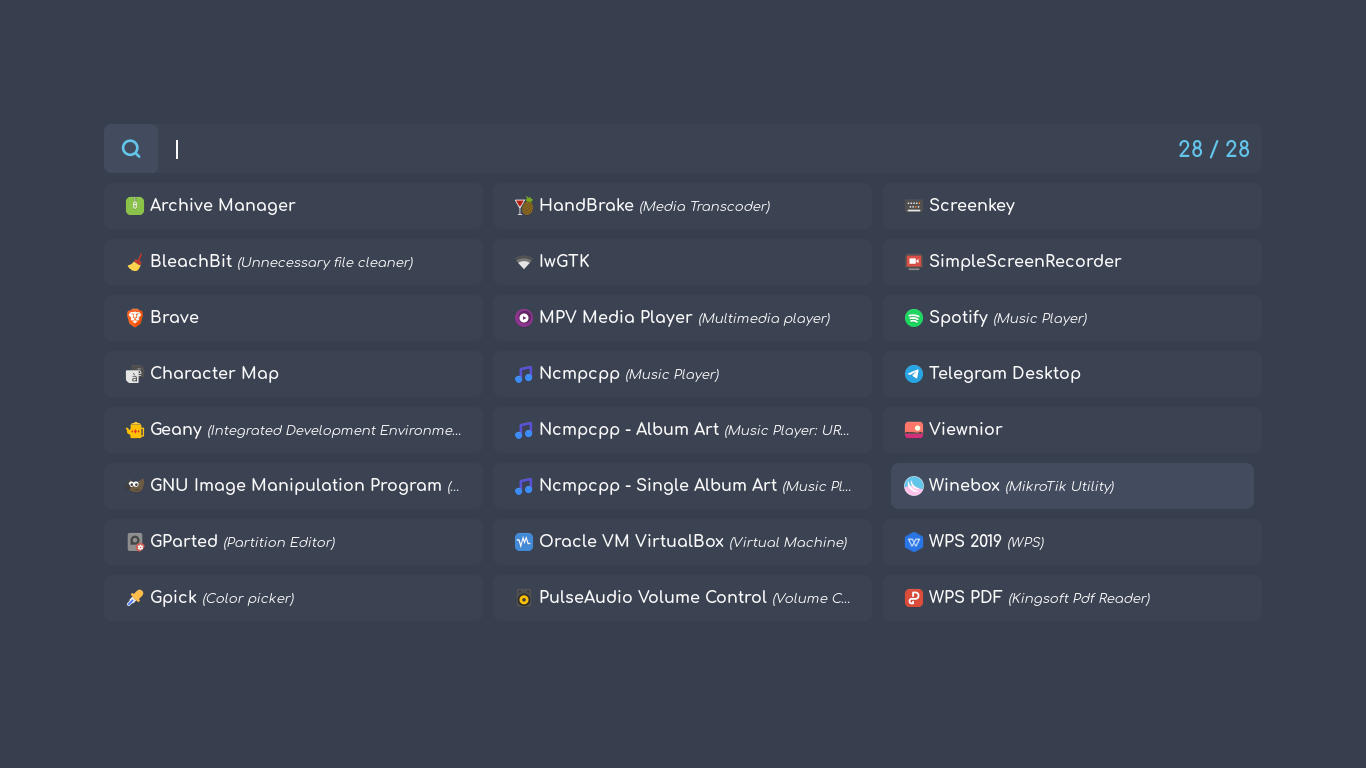 28 / 28
Archive Manager
HandBrake (Media Transcoder)
Screenkey
BleachBit (Unnecessary file cleaner)
IwGTK
SimpleScreenRecorder
Brave
MPV Media Player (Multimedia player)
Spotify (Music Player)
Character Map
Ncmpcpp (Music Player)
Telegram Desktop
Geany (Integrated Development Environme...
Ncmpcpp - Album Art (Music Player: UR...
Viewnior
GNU Image Manipulation Program (...
Ncmpcpp - Single Album Art (Music Pl...
Winebox (MikroTik Utility)
GParted (Partition Editor)
Oracle VM VirtualBox (Virtual Machine)
WPS 2019 (WPS)
Gpick (Color picker)
PulseAudio Volume Control (Volume C...
WPS PDF (Kingsoft Pdf Reader)